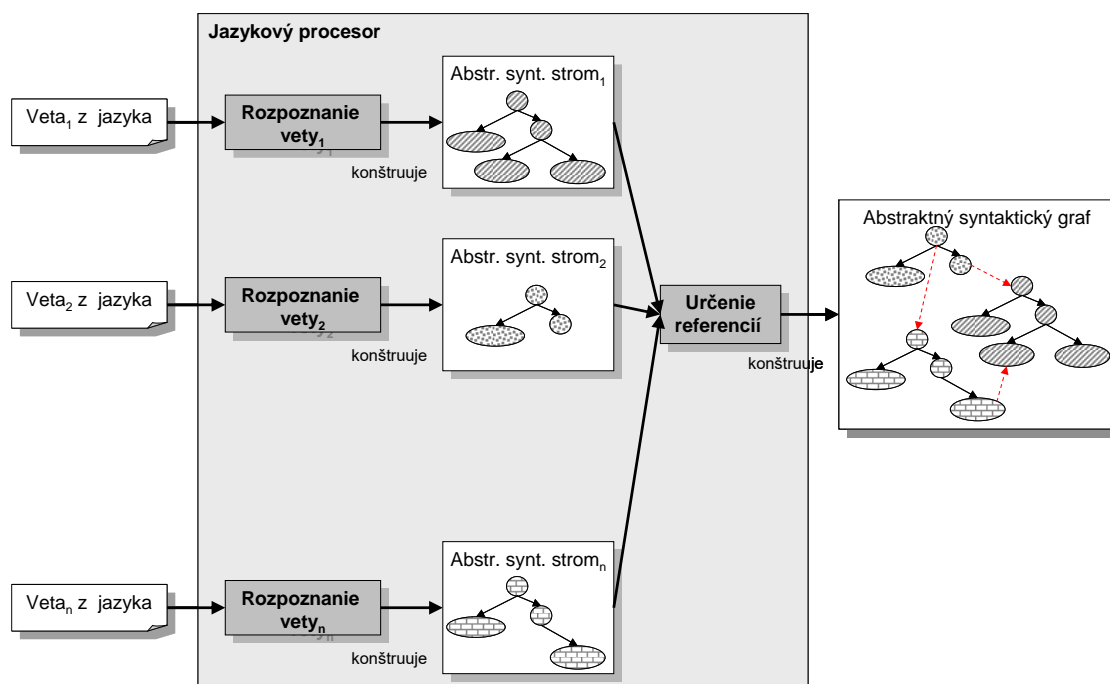 Jazykový procesor
Veta₁ z jazyka
Rozpoznanie
vety₁
konštruuje
Abstr. synt. strom₁
Veta₂ z jazyka
Rozpoznanie
vety₂
konštruuje
Abstr. synt. strom₂
Určenie
referencií
konštruuje
Abstraktný syntaktický graf
Vetaₙ z jazyka
Rozpoznanie
vetyₙ
konštruuje
Abstr. synt. stromₙ